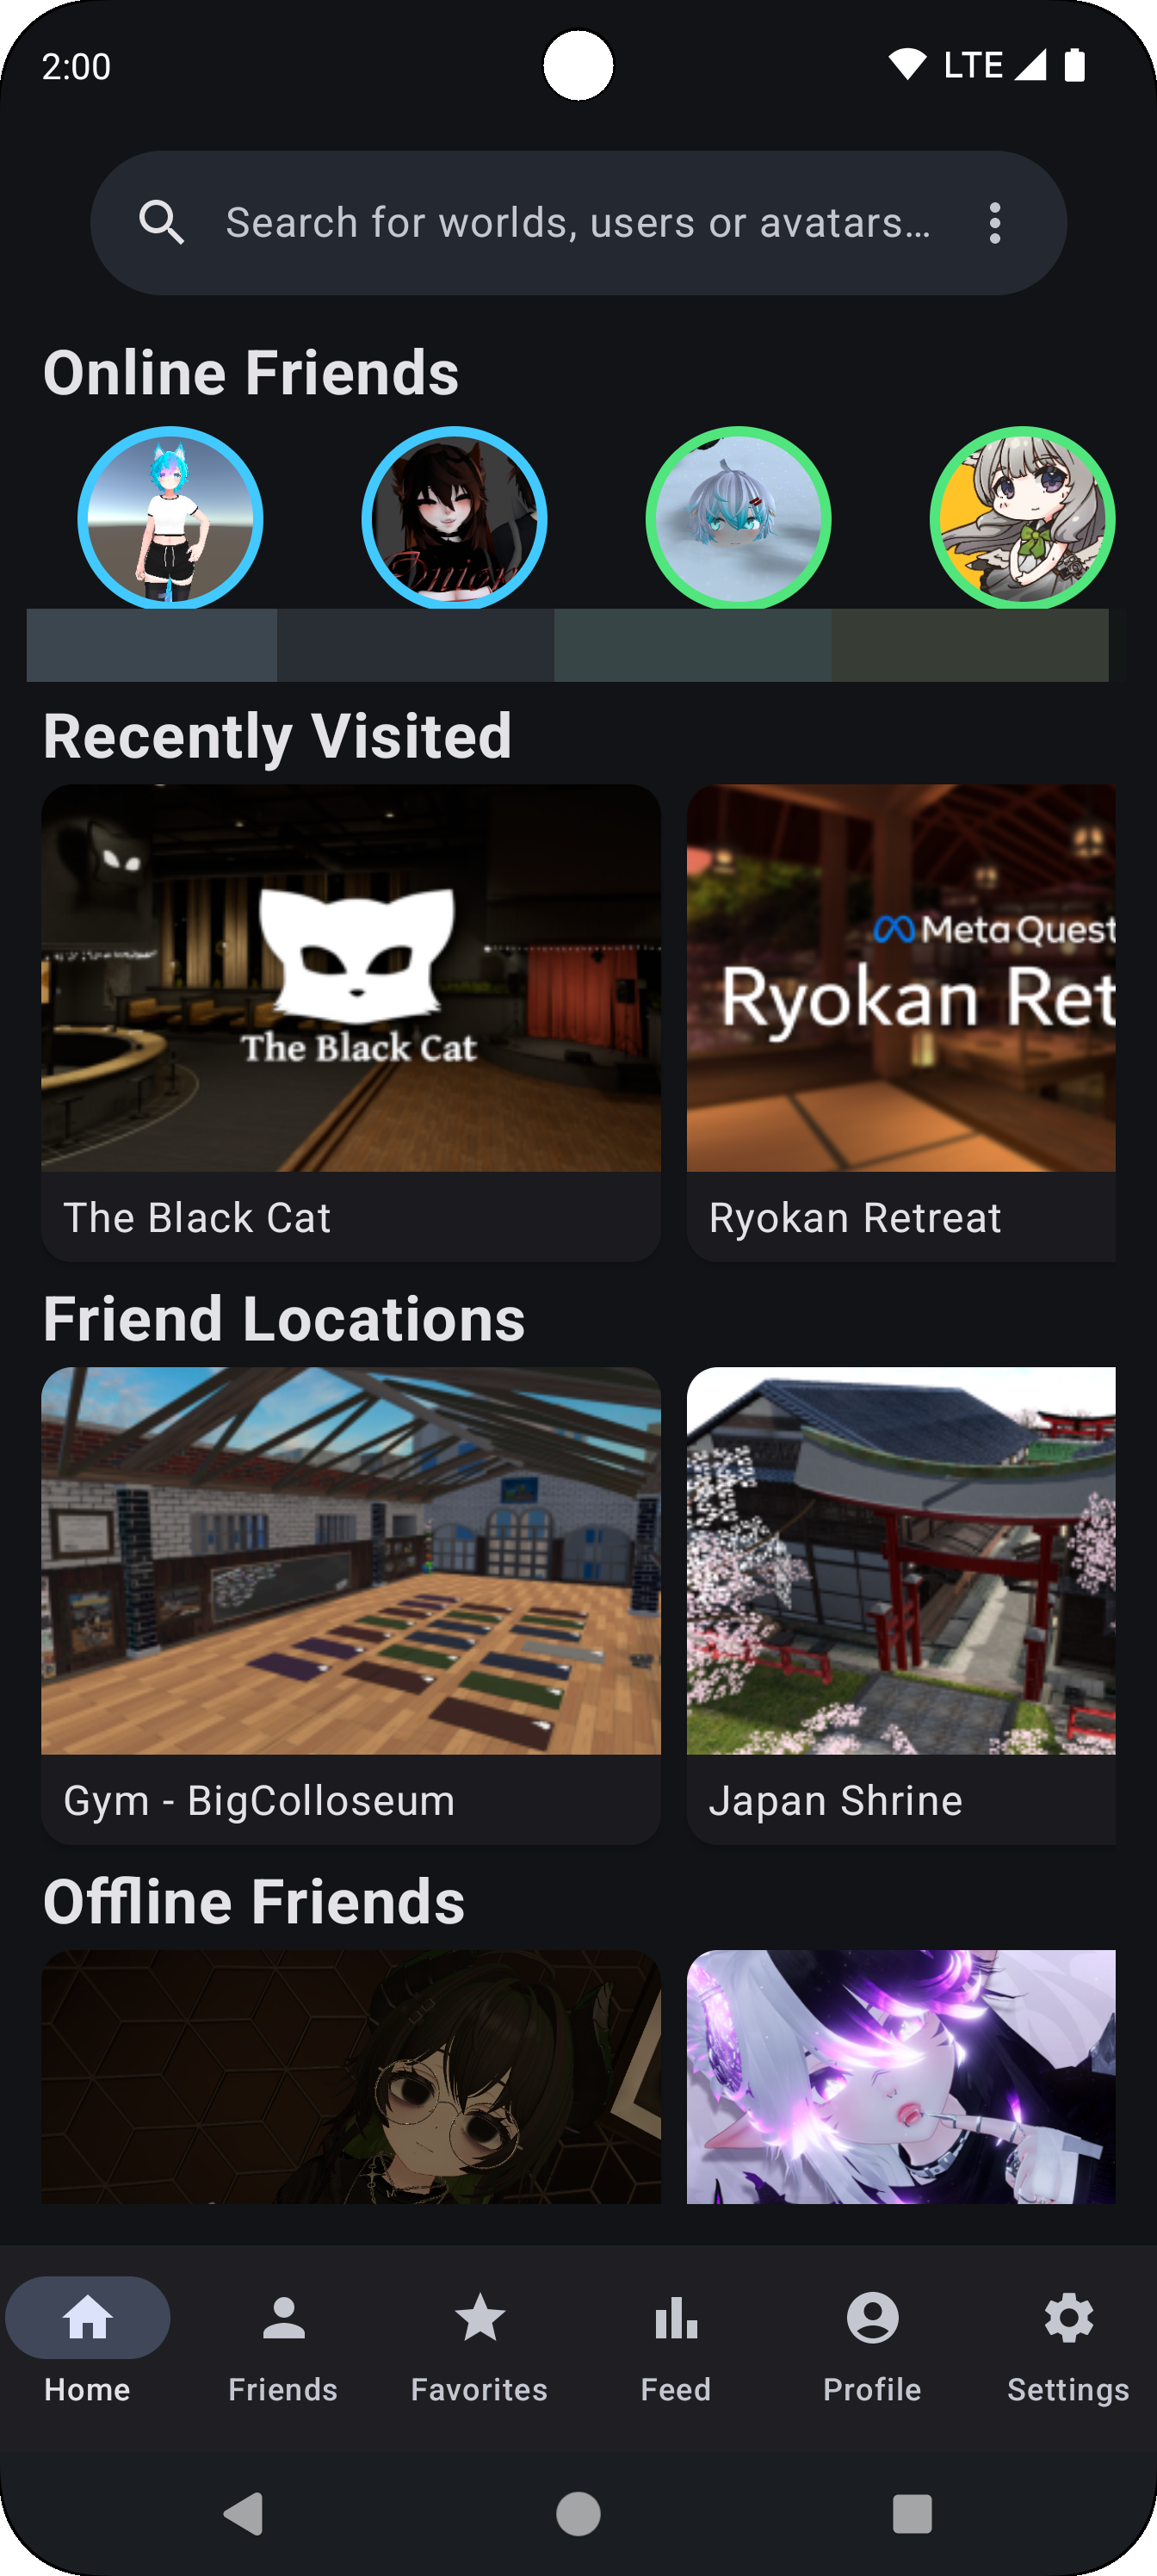 2:00
LTE
Search for worlds, users or avatars...
Online Friends
Recently Visited
The Black Cat
Meta Quest
Ryokan Ret
The Black Cat
Ryokan Retreat
Friend Locations
Gym - BigColloseum
Japan Shrine
Offline Friends
Home
Friends
Favorites
Feed
Profile
Settings